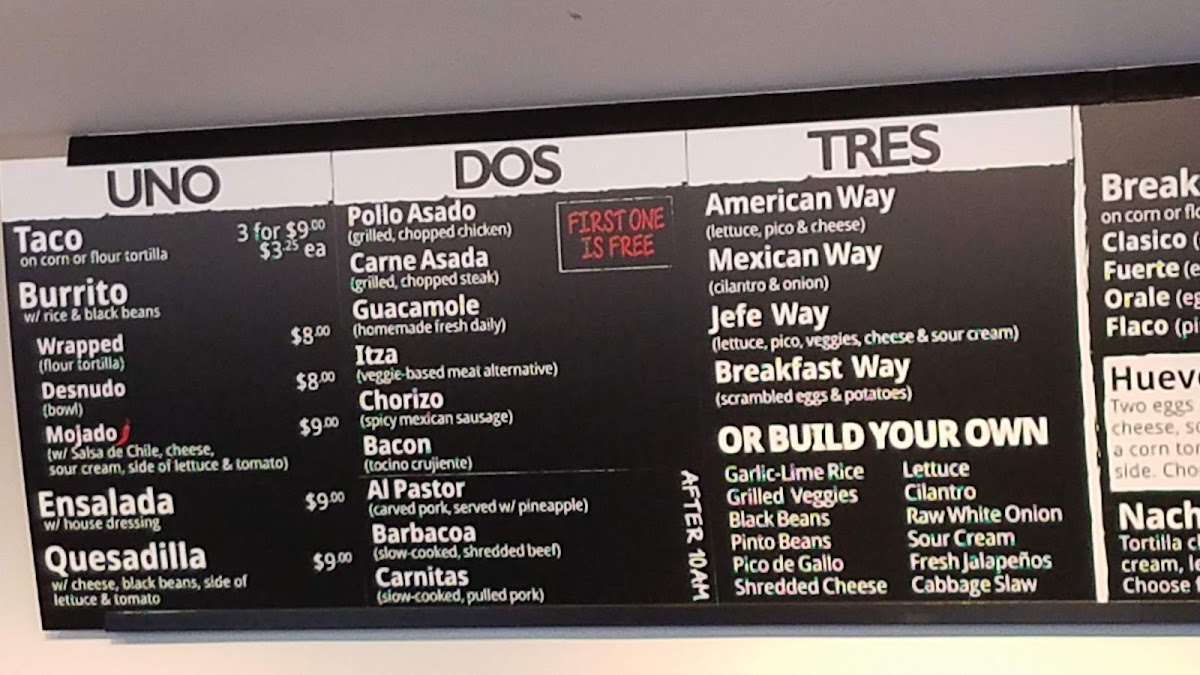 UNO
Taco
on corn or flour tortilla
3 for $9.00
$3.25 ea
Burrito
w/ rice & black beans
Wrapped $8.00
(flour tortilla)
Desnudo $8.00
(bowl)
Mojado $9.00
(w/ Salsa de Chile, cheese,
sour cream, side of lettuce & tomato)
Ensalada $9.00
w/ house dressing
Quesadilla $9.00
w/ cheese, black beans, side of
lettuce & tomato
DOS
FIRST ONE
IS FREE
Pollo Asado
(grilled, chopped chicken)
Carne Asada
(grilled, chopped steak)
Guacamole
(homemade fresh daily)
Itza
(veggie-based meat alternative)
Chorizo
(spicy mexican sausage)
Bacon
(tocino crujiente)
AFTER 10AM
Al Pastor
(carved pork, served w/ pineapple)
Barbacoa
(slow-cooked, shredded beef)
Carnitas
(slow-cooked, pulled pork)
TRES
American Way
(lettuce, pico & cheese)
Mexican Way
(cilantro & onion)
Jefe Way
(lettuce, pico, veggies, cheese & sour cream)
Breakfast Way
(scrambled eggs & potatoes)
OR BUILD YOUR OWN
Garlic-Lime Rice
Grilled Veggies
Black Beans
Pinto Beans
Pico de Gallo
Shredded Cheese
Lettuce
Cilantro
Raw White Onion
Sour Cream
Fresh Jalapeños
Cabbage Slaw
Break
on corn or fl
Clasico (
Fuerte (e
Orale (eg
Flaco (pi
Huev
Two eggs
cheese, so
a corn tor
side. Cho
Nach
Tortilla c
cream, le
Choose